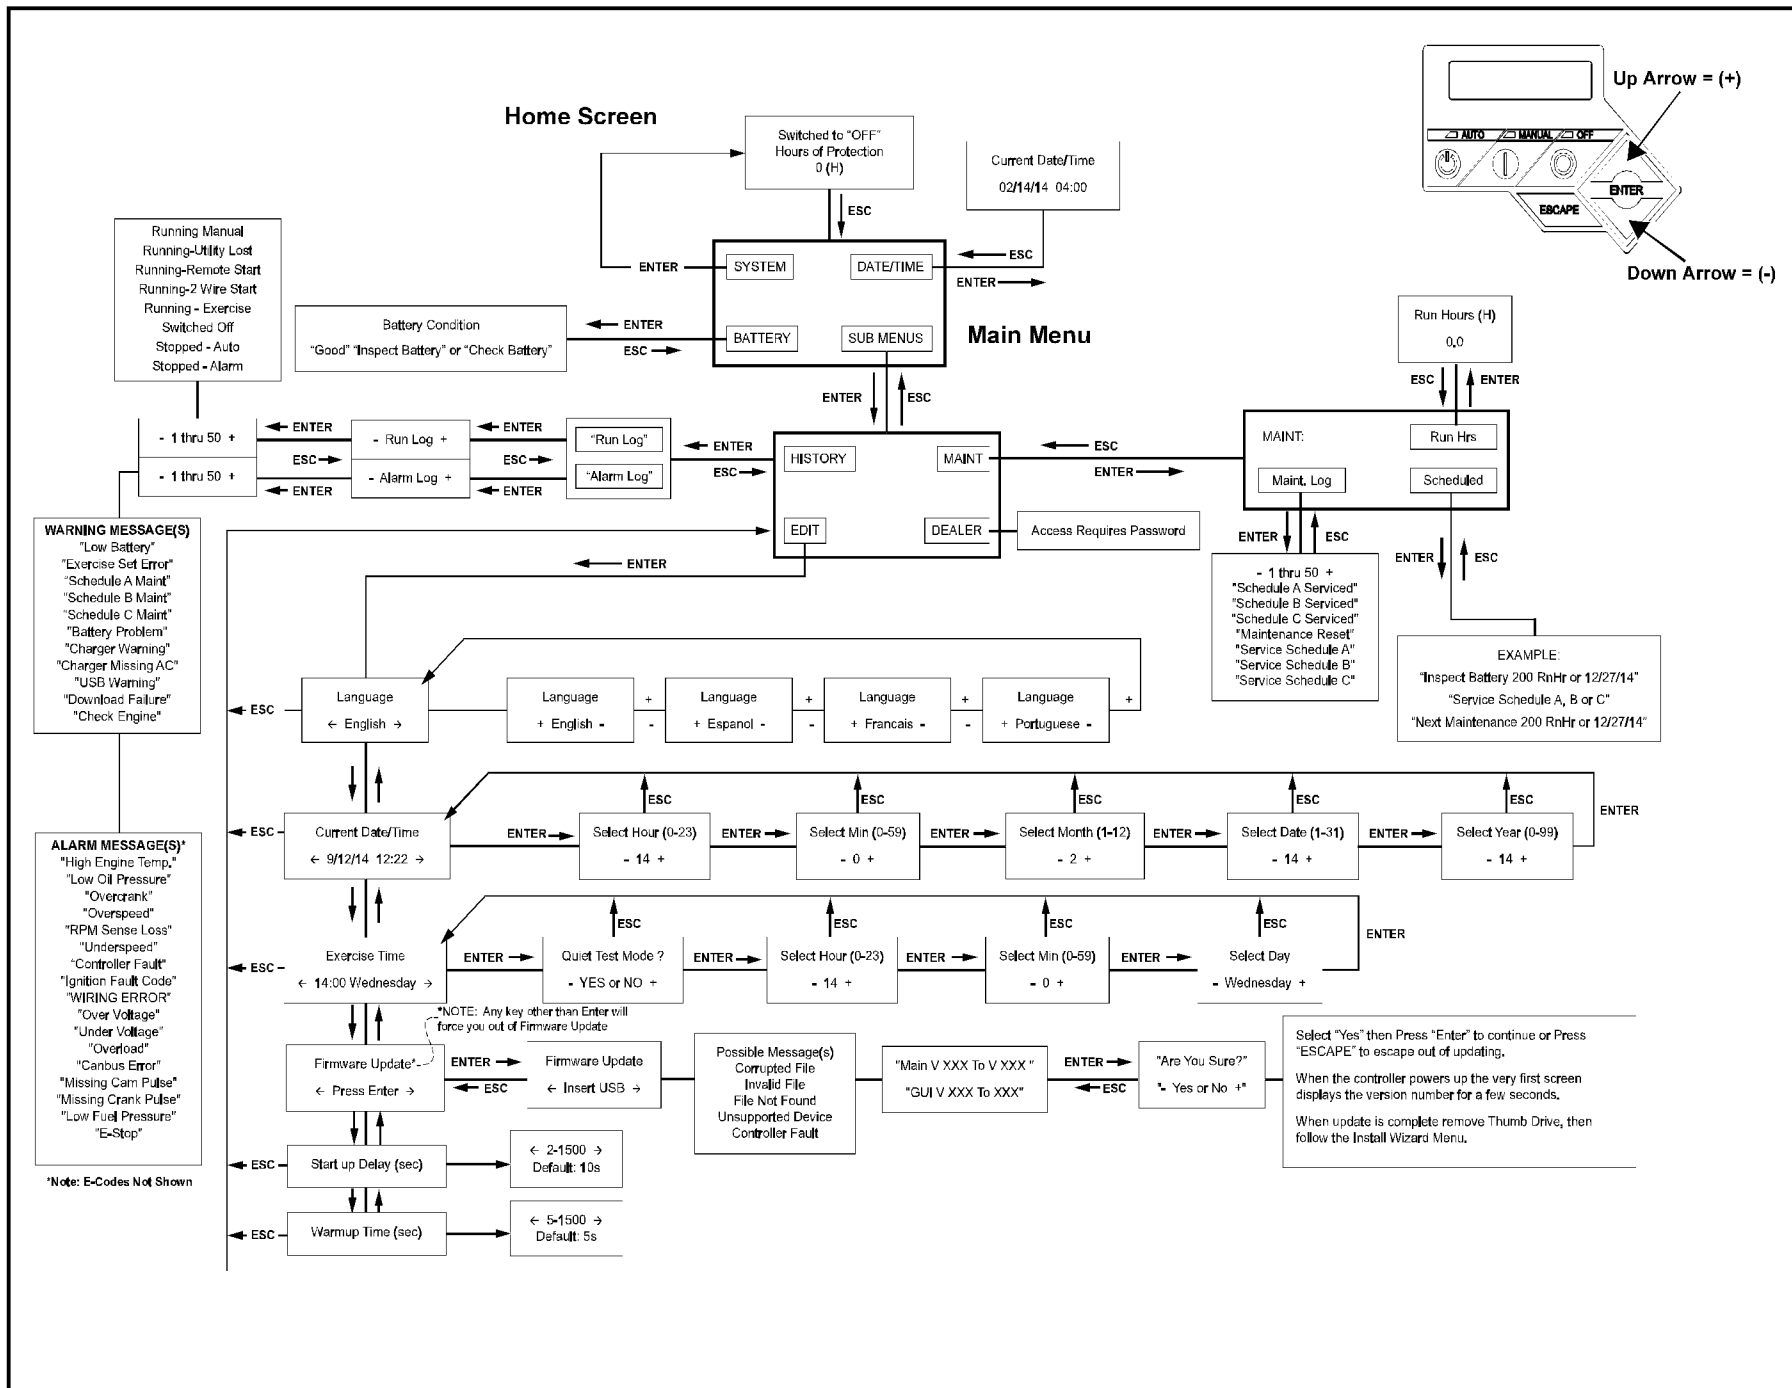 Home Screen
Switched to "OFF"
Hours of Protection
0 (H)
ESC
Current Date/Time
02/14/14 04:00
Up Arrow = (+)
AUTO
MANUAL
OFF
ENTER
ESCAPE
Down Arrow = (-)
Running Manual
Running-Utility Lost
Running-Remote Start
Running-2 Wire Start
Running - Exercise
Switched Off
Stopped - Auto
Stopped - Alarm
ENTER
SYSTEM
DATE/TIME
ESC
ENTER
Battery Condition
"Good" "Inspect Battery" or "Check Battery"
ENTER
ESC
BATTERY
SUB MENUS
Main Menu
ENTER
ESC
Run Hours (H)
0.0
ESC
ENTER
- 1 thru 50 +
ENTER
- Run Log +
ENTER
"Run Log"
ENTER
ESC
ESC
ESC
- 1 thru 50 +
ENTER
- Alarm Log +
ENTER
"Alarm Log"
HISTORY
MAINT
ESC
ENTER
EDIT
DEALER
Access Requires Password
ENTER
MAINT:
Run Hrs
Maint. Log
Scheduled
ENTER
ESC
ENTER
ESC
- 1 thru 50 +
"Schedule A Serviced"
"Schedule B Serviced"
"Schedule C Serviced"
"Maintenance Reset"
"Service Schedule A"
"Service Schedule B"
"Service Schedule C"
EXAMPLE:
"Inspect Battery 200 RnHr or 12/27/14"
"Service Schedule A, B or C"
"Next Maintenance 200 RnHr or 12/27/14"
WARNING MESSAGE(S)
"Low Battery"
"Exercise Set Error"
"Schedule A Maint"
"Schedule B Maint"
"Schedule C Maint"
"Battery Problem"
"Charger Warning"
"Charger Missing AC"
"USB Warning"
"Download Failure"
"Check Engine"
ALARM MESSAGE(S)*
"High Engine Temp."
"Low Oil Pressure"
"Overcrank"
"Overspeed"
"RPM Sense Loss"
"Underspeed"
"Controller Fault"
"Ignition Fault Code"
"WIRING ERROR"
"Over Voltage"
"Under Voltage"
"Overload"
"Canbus Error"
"Missing Cam Pulse"
"Missing Crank Pulse"
"Low Fuel Pressure"
"E-Stop"
*Note: E-Codes Not Shown
ESC
Language
← English →
Language
+ English -
+
-
Language
+ Espanol -
+
-
Language
+ Francais -
+
-
Language
+ Portuguese -
+
ESC
Current Date/Time
← 9/12/14 12:22 →
ENTER
ESC
Select Hour (0-23)
- 14 +
ENTER
ESC
Select Min (0-59)
- 0 +
ENTER
ESC
Select Month (1-12)
- 2 +
ENTER
ESC
Select Date (1-31)
- 14 +
ENTER
ESC
Select Year (0-99)
- 14 +
ENTER
ESC
Exercise Time
← 14:00 Wednesday →
ENTER
ESC
Quiet Test Mode ?
- YES or NO +
ENTER
ESC
Select Hour (0-23)
- 14 +
ENTER
ESC
Select Min (0-59)
- 0 +
ENTER
ESC
Select Day
- Wednesday +
ENTER
*NOTE: Any key other than Enter will
force you out of Firmware Update
Firmware Update*
← Press Enter →
ENTER
ESC
Firmware Update
← Insert USB →
Possible Message(s)
Corrupted File
Invalid File
File Not Found
Unsupported Device
Controller Fault
"Main V XXX To V XXX "
"GUI V XXX To XXX"
ENTER
ESC
"Are You Sure?"
"- Yes or No +"
Select "Yes" then Press "Enter" to continue or Press
"ESCAPE" to escape out of updating.
When the controller powers up the very first screen
displays the version number for a few seconds.
When update is complete remove Thumb Drive, then
follow the Install Wizard Menu.
ESC
Start up Delay (sec)
← 2-1500 →
Default: 10s
ESC
Warmup Time (sec)
← 5-1500 →
Default: 5s